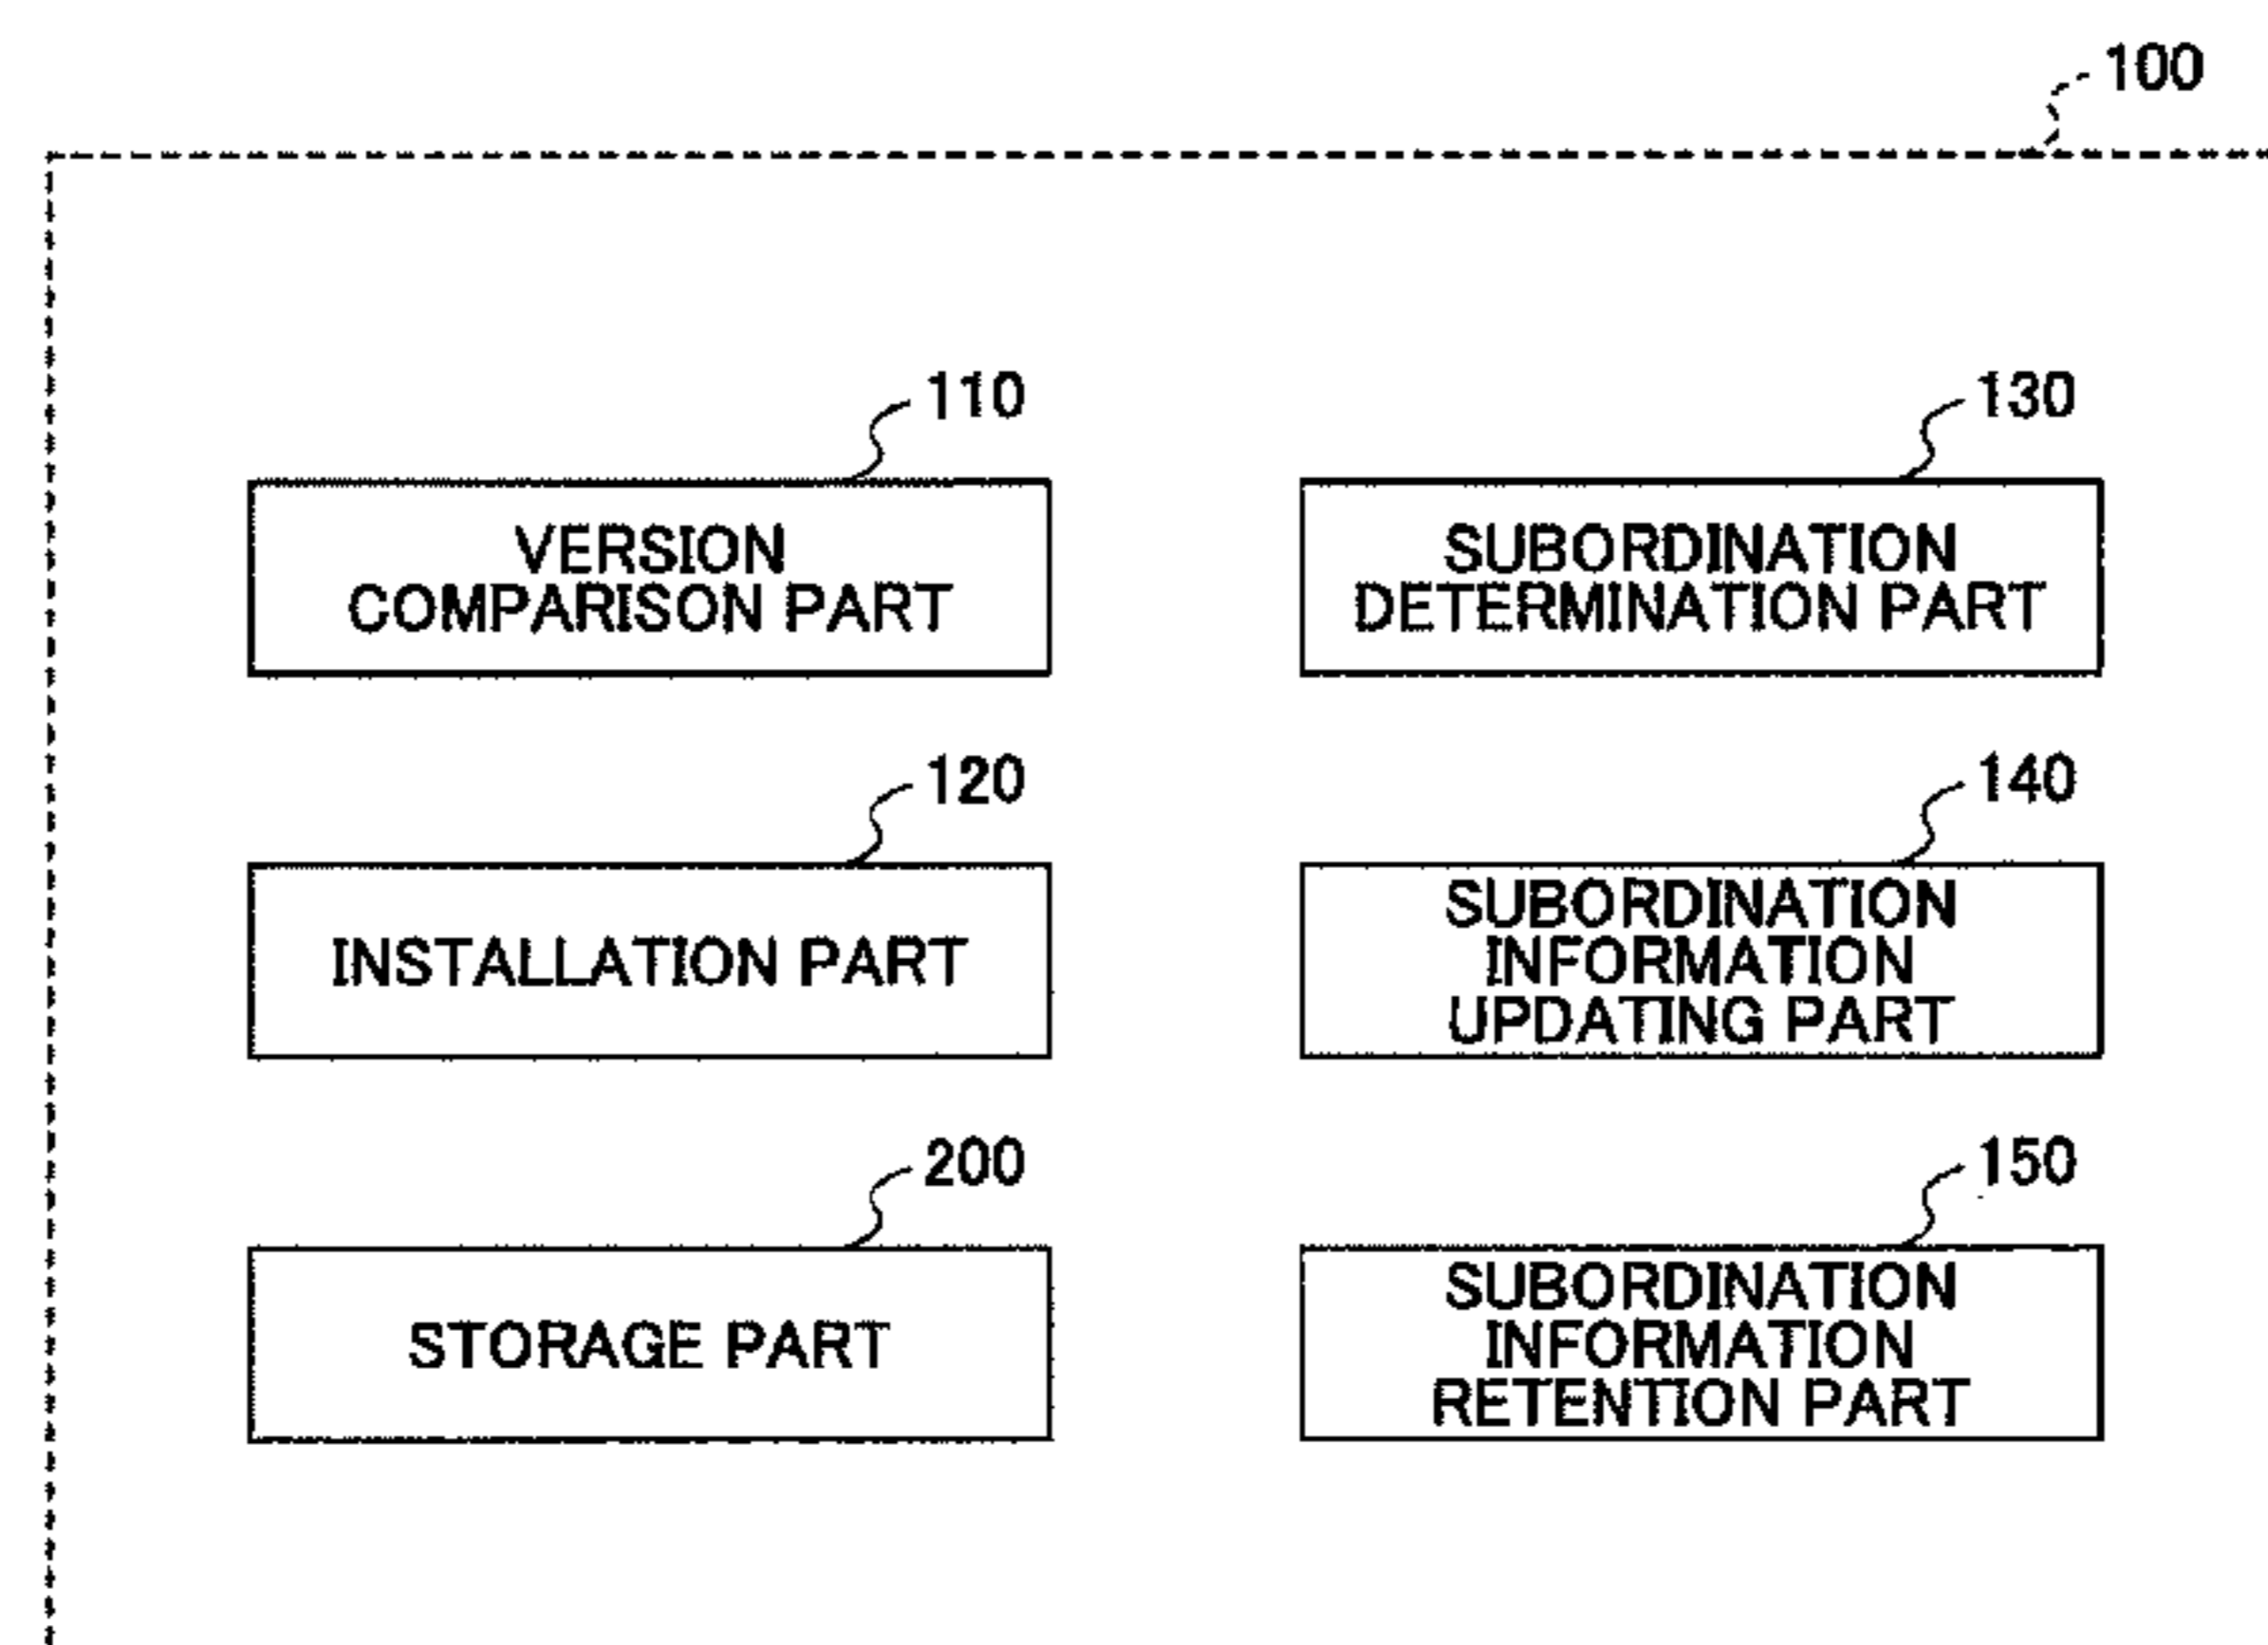 100
110
VERSION
COMPARISON PART
130
SUBORDINATION
DETERMINATION PART
120
INSTALLATION PART
140
SUBORDINATION
INFORMATION
UPDATING PART
200
STORAGE PART
150
SUBORDINATION
INFORMATION
RETENTION PART